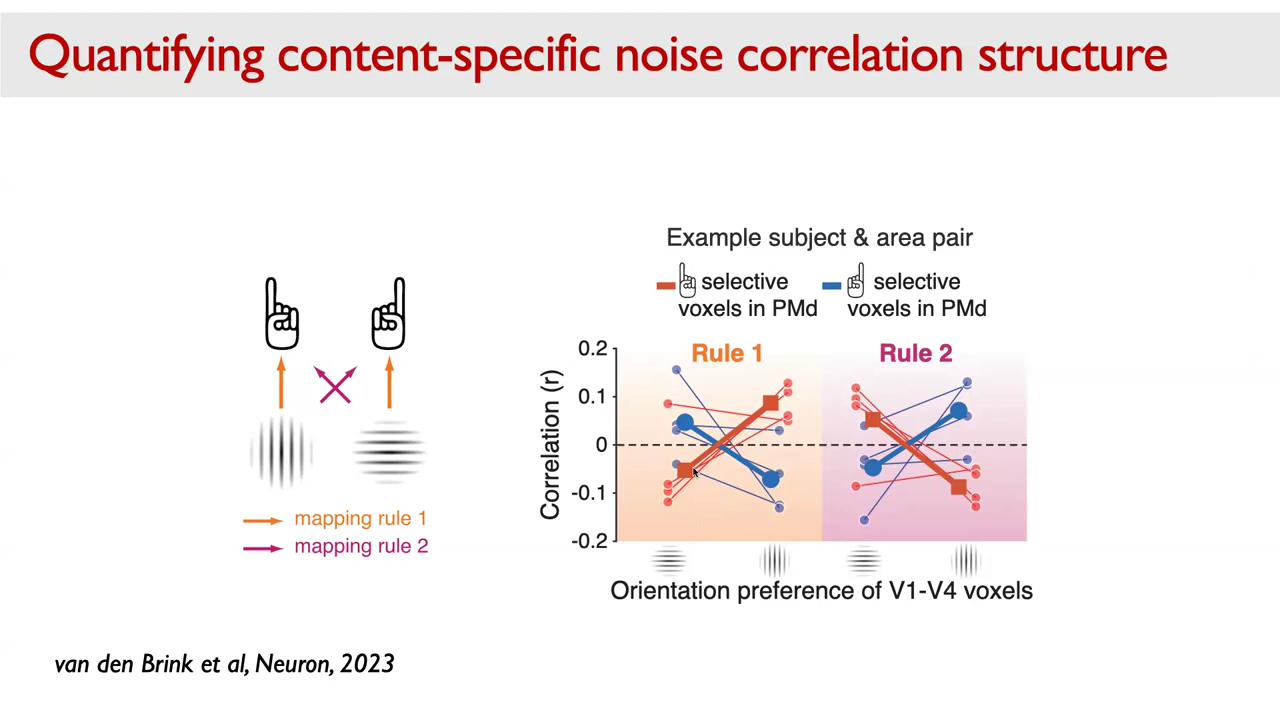 Quantifying content-specific noise correlation structure
Example subject & area pair
selective
voxels in PMd
selective
voxels in PMd
Rule 1
Rule 2
0.2
0.1
0
-0.1
-0.2
Correlation (r)
Orientation preference of V1-V4 voxels
mapping rule 1
mapping rule 2
van den Brink et al, Neuron, 2023